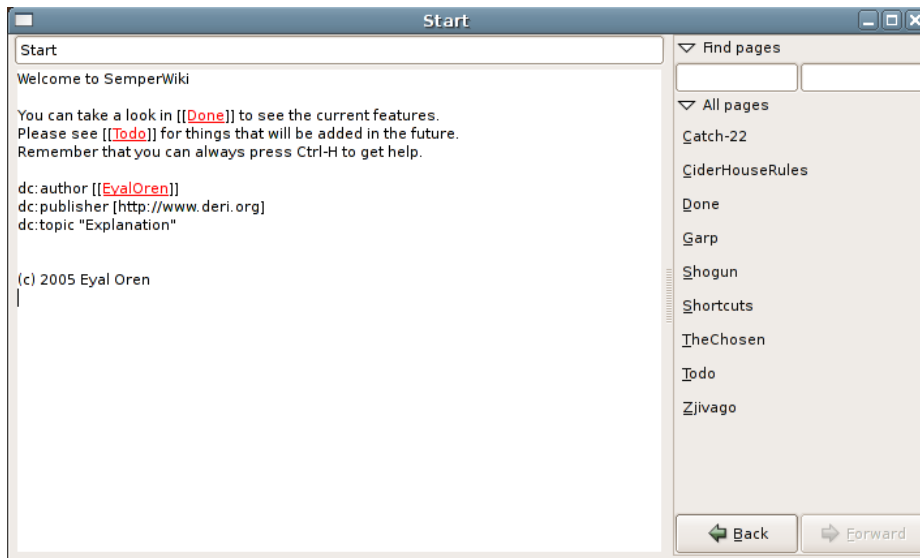 Start
Start
Welcome to SemperWiki
You can take a look in [[Done]] to see the current features.
Please see [[Todo]] for things that will be added in the future.
Remember that you can always press Ctrl-H to get help.
dc:author [[EyalOren]]
dc:publisher [http://www.deri.org]
dc:topic "Explanation"
(c) 2005 Eyal Oren
Find pages
All pages
Catch-22
CiderHouseRules
Done
Garp
Shogun
Shortcuts
TheChosen
Todo
Zjivago
Back
Forward